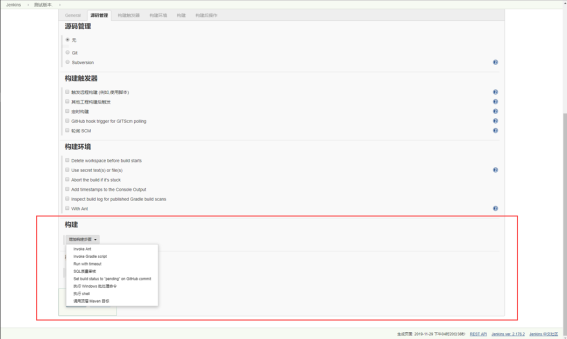 Jenkins 测试版本
General 源码管理 构建触发器 构建环境 构建 构建后操作
源码管理
无
Git
Subversion
构建触发器
触发远程构建 (例如,使用脚本)
其他工程构建后触发
定时构建
GitHub hook trigger for GITScm polling
轮询 SCM
构建环境
Delete workspace before build starts
Use secret text(s) or file(s)
Abort the build if it's stuck
Add timestamps to the Console Output
Inspect build log for published Gradle build scans
With Ant
构建
增加构建步骤
Invoke Ant
Invoke Gradle script
Run with timeout
Set build status to "pending" on GitHub commit
执行 Windows 批处理命令
执行 shell
调用顶层 Maven 目标
REST API Jenkins ver. 2.176.3 Jenkins 中文社区